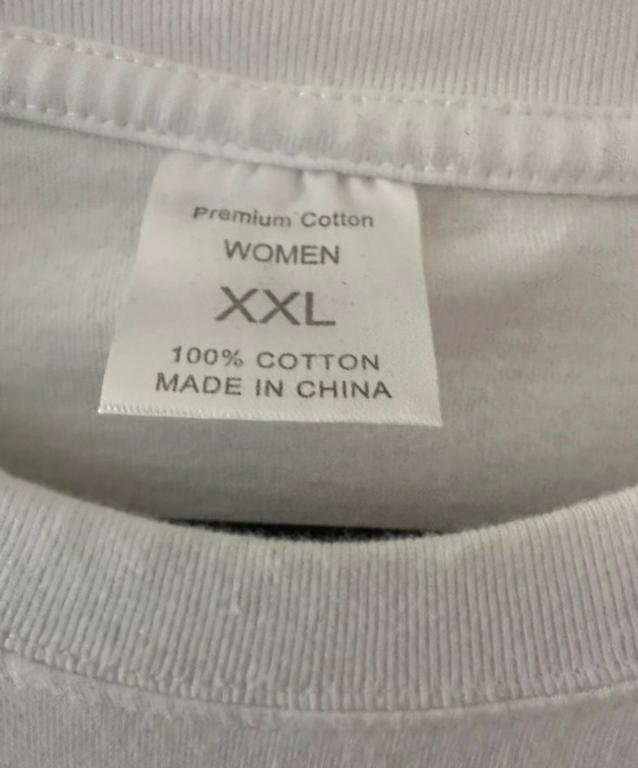 Premium Cotton
WOMEN
XXL
100% COTTON
MADE IN CHINA